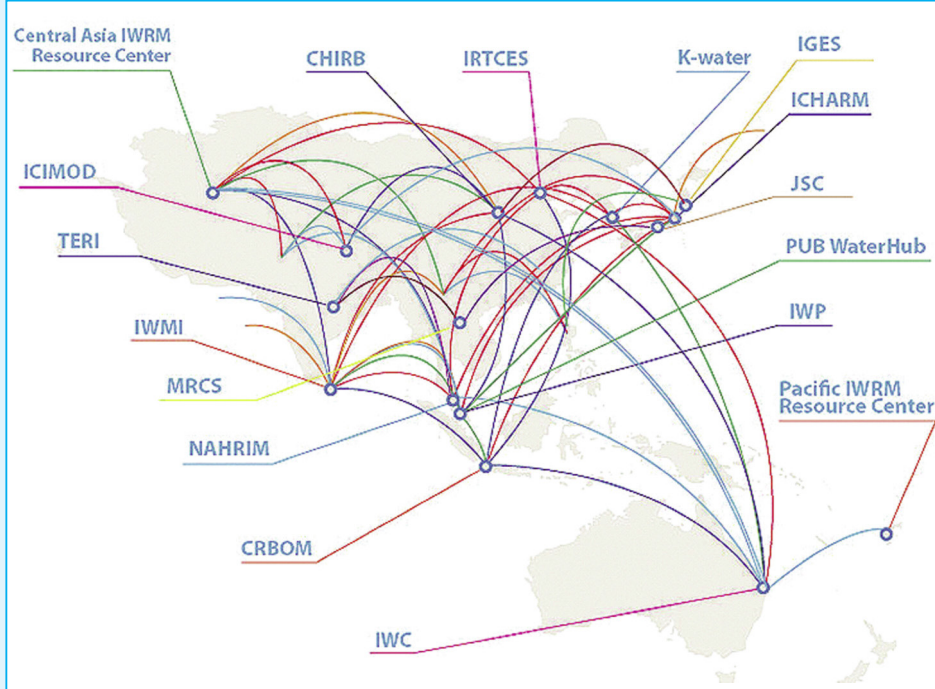 Central Asia IWRM
Resource Center
CHIRB
IRTCES
K-water
IGES
ICHARM
ICIMOD
JSC
TERI
PUB WaterHub
IWMI
IWP
MRCS
Pacific IWRM
Resource Center
NAHRIM
CRBOM
IWC